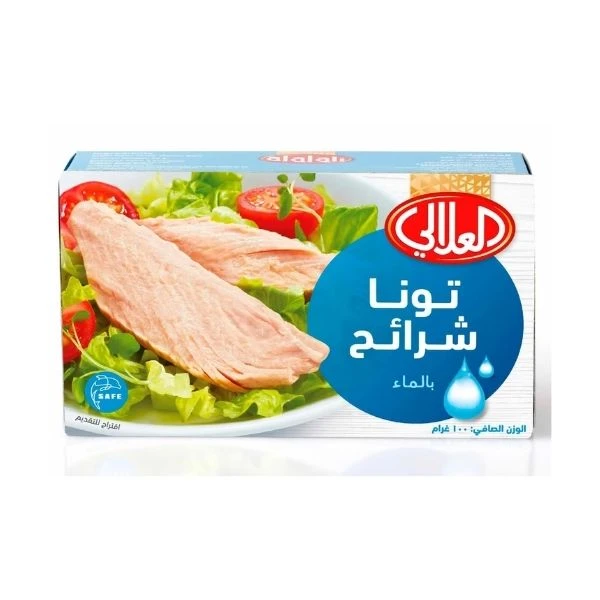 alalali
العلالي
تونا
شرائح
بالماء
SAFE
اقتراح للتقديم
الوزن الصافي: ١٠٠ غرام